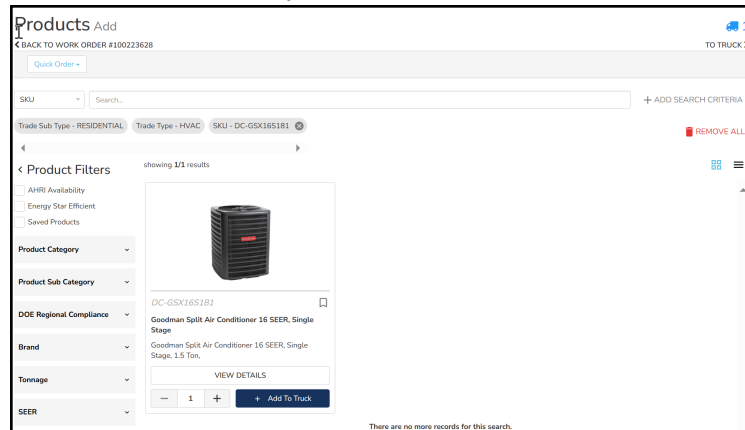 Products Add
BACK TO WORK ORDER #100223628
TO TRUCK
Quick Order
SKU
Search...
+ ADD SEARCH CRITERIA
Trade Sub Type - RESIDENTIAL
Trade Type - HVAC
SKU - DC-GSX16S181
REMOVE ALL
< Product Filters
showing 1/1 results
AHRI Availability
Energy Star Efficient
Saved Products
Product Category
Product Sub Category
DOE Regional Compliance
Brand
Tonnage
SEER
DC-GSX16S181
Goodman Split Air Conditioner 16 SEER, Single
Stage
Goodman Split Air Conditioner 16 SEER, Single
Stage, 1.5 Ton,
VIEW DETAILS
— 1 +
+ Add To Truck
There are no more records for this search.